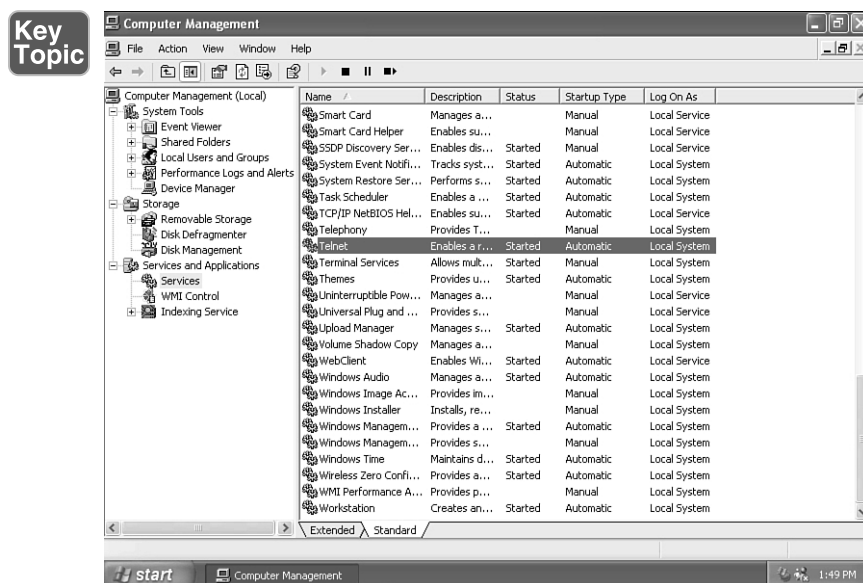 Key
Topic
Computer Management
File Action View Window Help
Computer Management (Local)
System Tools
Event Viewer
Shared Folders
Local Users and Groups
Performance Logs and Alerts
Device Manager
Storage
Removable Storage
Disk Defragmenter
Disk Management
Services and Applications
Services
WMI Control
Indexing Service
Name Description Status Startup Type Log On As
Smart Card Manages a... Manual Local Service
Smart Card Helper Enables su... Manual Local Service
SSDP Discovery Ser... Enables dis... Started Manual Local Service
System Event Notifi... Tracks syst... Started Automatic Local System
System Restore Ser... Performs s... Started Automatic Local System
Task Scheduler Enables a ... Started Automatic Local System
TCP/IP NetBIOS Hel... Enables su... Started Automatic Local Service
Telephony Provides T... Manual Local System
Telnet Enables a r... Started Automatic Local System
Terminal Services Allows mult... Started Manual Local System
Themes Provides u... Started Automatic Local System
Uninterruptible Pow... Manages a... Manual Local Service
Universal Plug and ... Provides s... Manual Local Service
Upload Manager Manages s... Started Automatic Local System
Volume Shadow Copy Manages a... Manual Local System
WebClient Enables Wi... Started Automatic Local Service
Windows Audio Manages a... Started Automatic Local System
Windows Image Ac... Provides im... Manual Local System
Windows Installer Installs, re... Manual Local System
Windows Managem... Provides a ... Started Automatic Local System
Windows Managem... Provides s... Manual Local System
Windows Time Maintains d... Started Automatic Local System
Wireless Zero Confi... Provides a... Started Automatic Local System
WMI Performance A... Provides p... Manual Local System
Workstation Creates an... Started Automatic Local System
Extended Standard
start Computer Management 1:49 PM